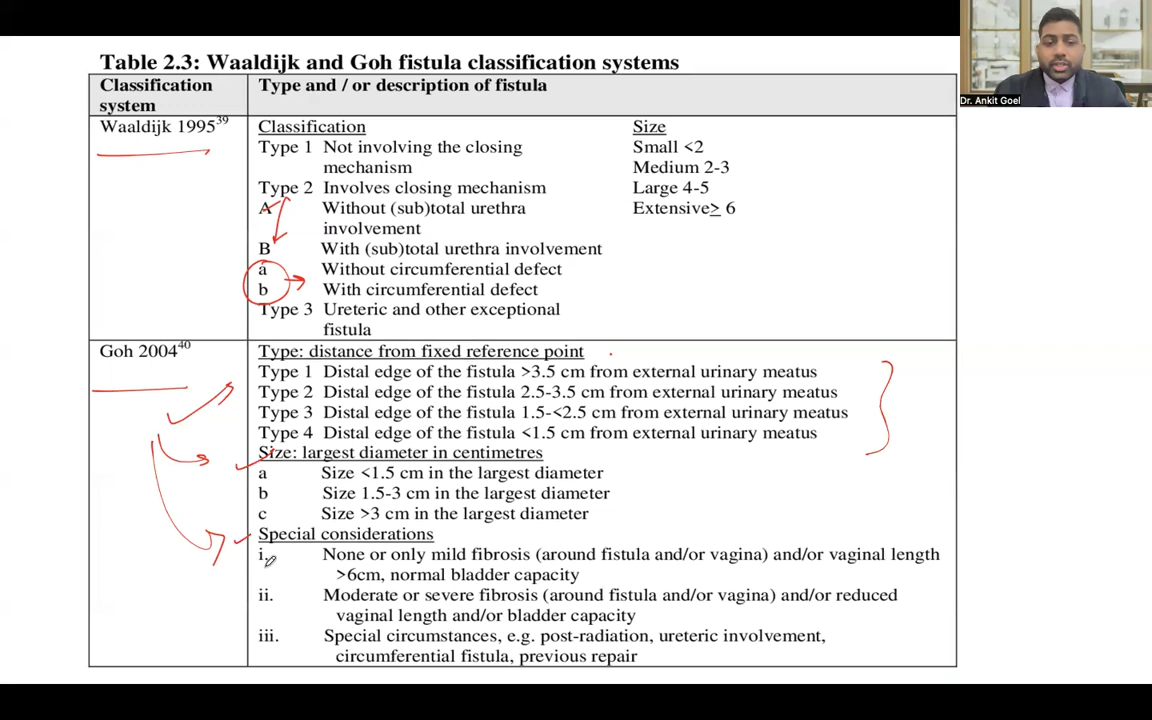 Table 2.3: Waaldijk and Goh fistula classification systems
Classification system
Type and / or description of fistula
Waaldijk 1995³⁹
Classification
Size
Type 1 Not involving the closing
Small <2
mechanism
Medium 2-3
Type 2 Involves closing mechanism
Large 4-5
A Without (sub)total urethra
Extensive≥ 6
involvement
B With (sub)total urethra involvement
a Without circumferential defect
b With circumferential defect
Type 3 Ureteric and other exceptional
fistula
Goh 2004⁴⁰
Type: distance from fixed reference point
Type 1 Distal edge of the fistula >3.5 cm from external urinary meatus
Type 2 Distal edge of the fistula 2.5-3.5 cm from external urinary meatus
Type 3 Distal edge of the fistula 1.5-<2.5 cm from external urinary meatus
Type 4 Distal edge of the fistula <1.5 cm from external urinary meatus
Size: largest diameter in centimetres
a Size <1.5 cm in the largest diameter
b Size 1.5-3 cm in the largest diameter
c Size >3 cm in the largest diameter
Special considerations
i. None or only mild fibrosis (around fistula and/or vagina) and/or vaginal length
>6cm, normal bladder capacity
ii. Moderate or severe fibrosis (around fistula and/or vagina) and/or reduced
vaginal length and/or bladder capacity
iii. Special circumstances, e.g. post-radiation, ureteric involvement,
circumferential fistula, previous repair
Dr. Ankit Goel